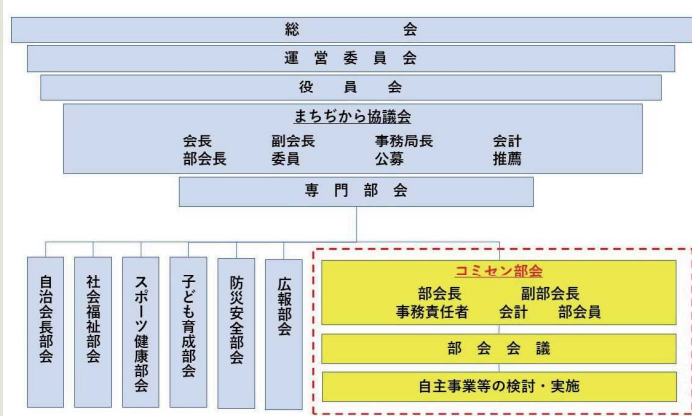 総会
運営委員会
役員会
まちぢから協議会
会長 副会長 事務局長 会計
部会長 委員 公募 推薦
専門部会
自治会長部会
社会福祉部会
スポーツ健康部会
子ども育成部会
防災安全部会
広報部会
コミセン部会
部会長 副部会長
事務責任者 会計 部会員
部会会議
自主事業等の検討・実施